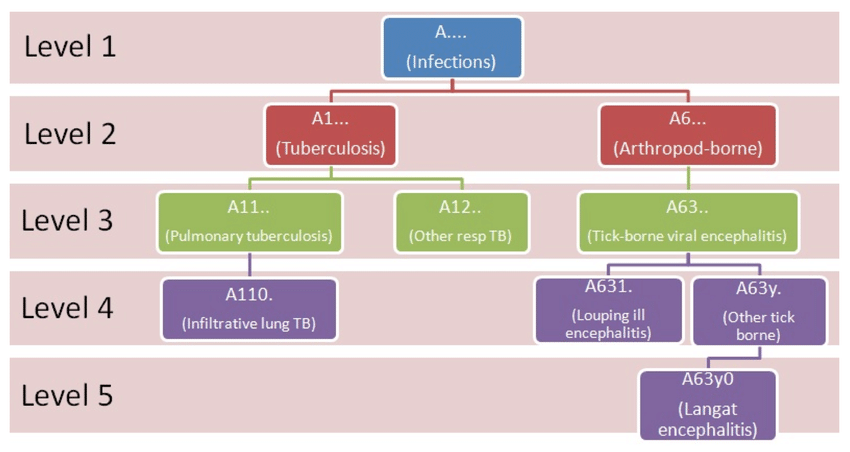 Level 1
A....
(Infections)
Level 2
A1...
(Tuberculosis)
A6...
(Arthropod-borne)
Level 3
A11..
(Pulmonary tuberculosis)
A12..
(Other resp TB)
A63..
(Tick-borne viral encephalitis)
Level 4
A110.
(Infiltrative lung TB)
A631.
(Louping ill
encephalitis)
A63y.
(Other tick
borne)
Level 5
A63y0
(Langat
encephalitis)